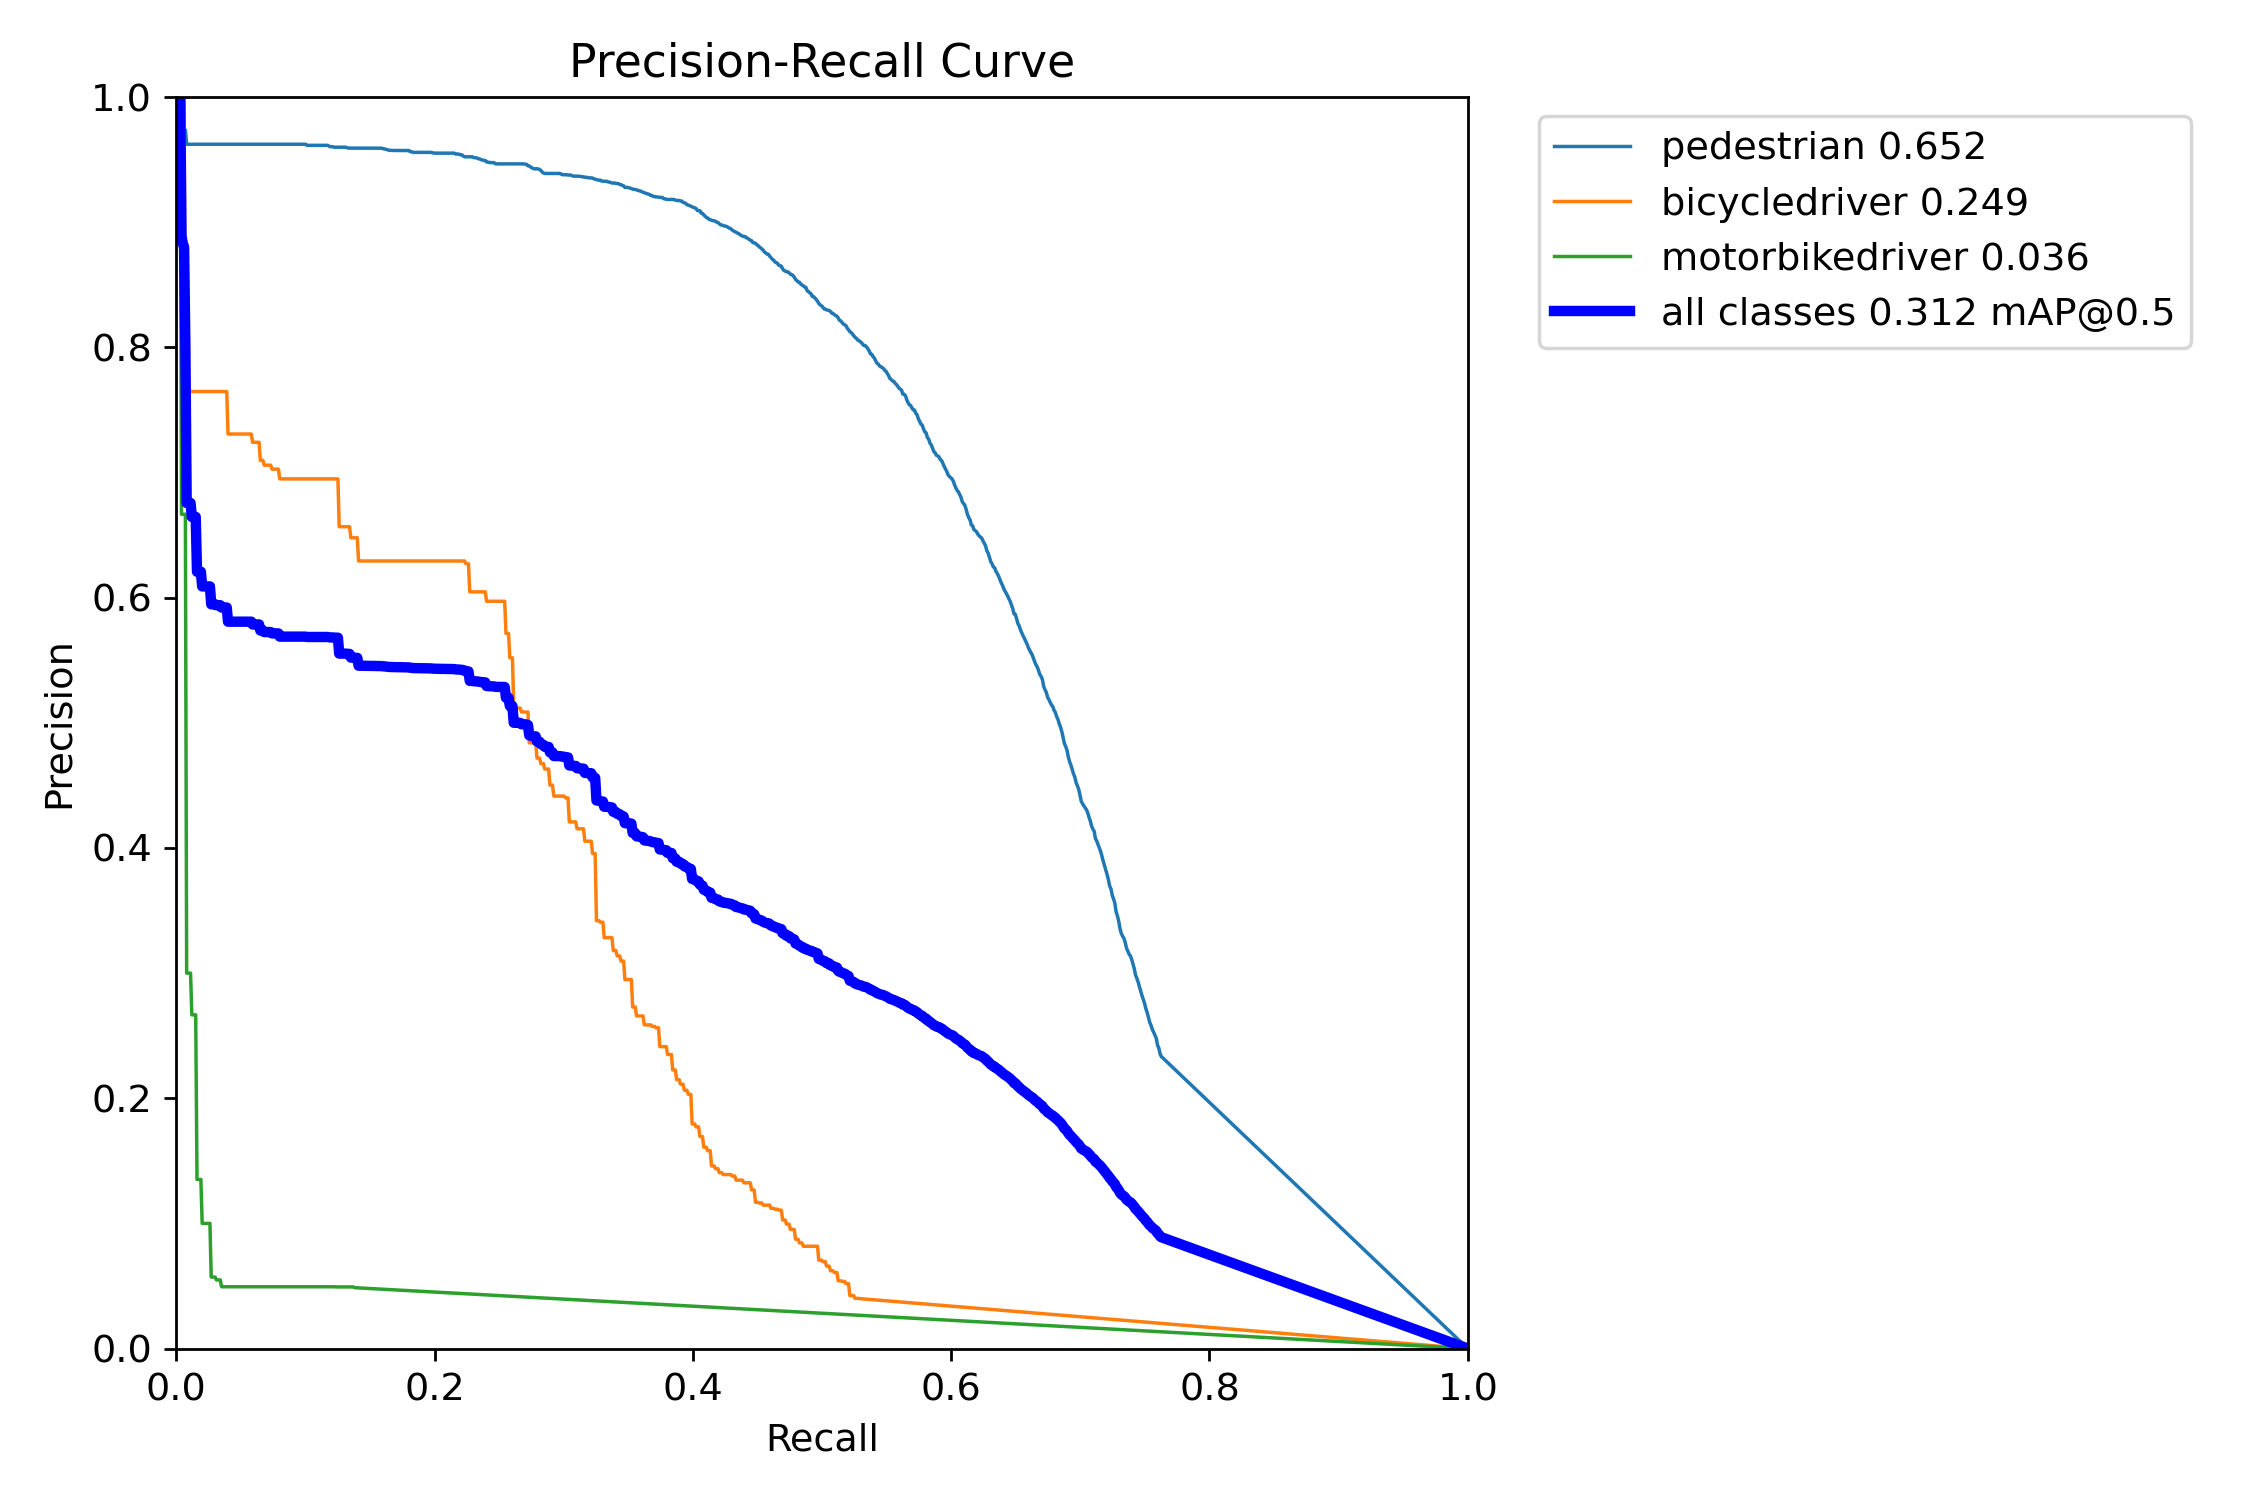 Precision-Recall Curve
1.0
0.8
0.6
0.4
0.2
0.0
Precision
0.0 0.2 0.4 0.6 0.8 1.0
Recall
pedestrian 0.652
bicycledriver 0.249
motorbikedriver 0.036
all classes 0.312 mAP@0.5